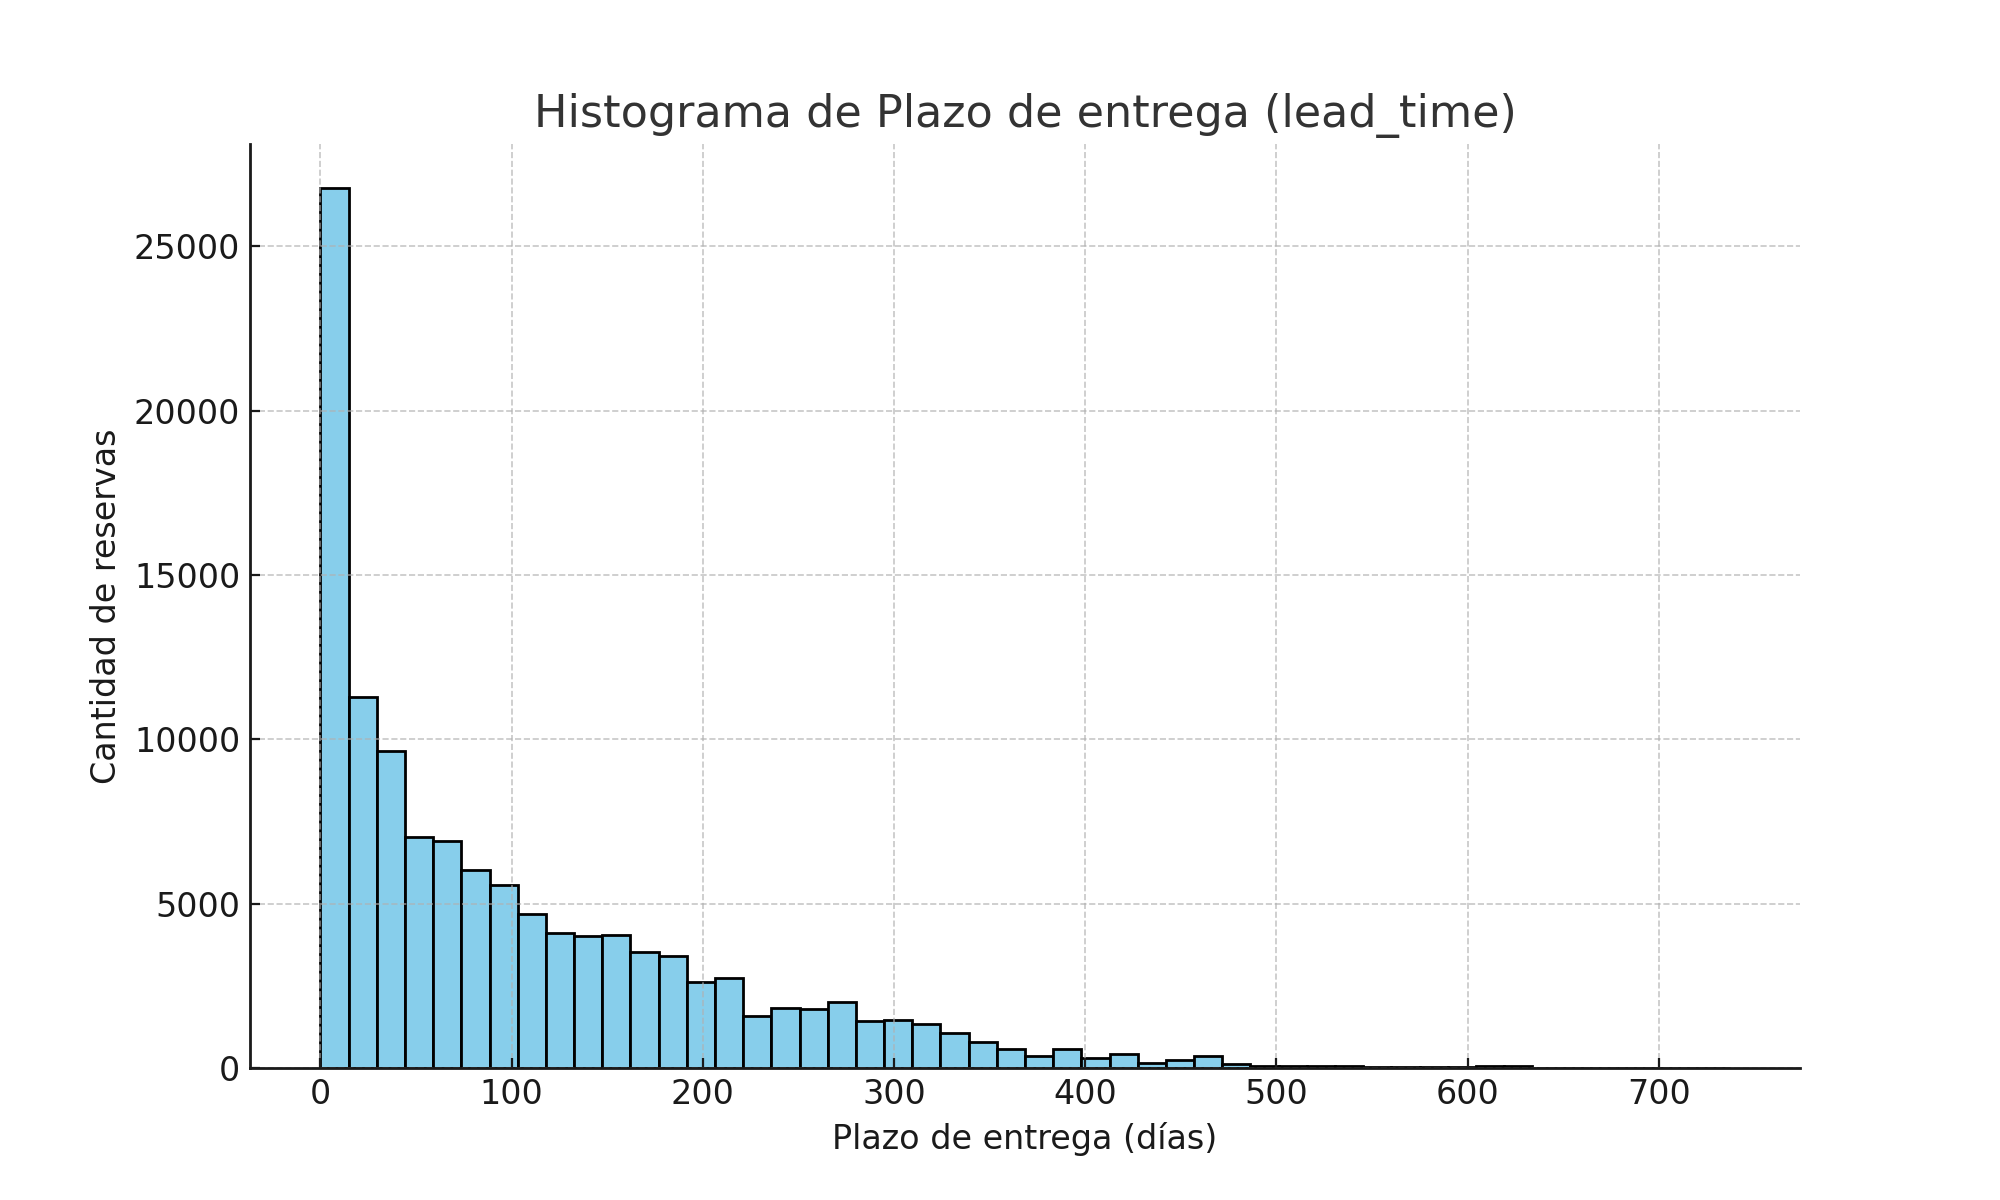 Histograma de Plazo de entrega (lead_time)
Cantidad de reservas
25000
20000
15000
10000
5000
0
0 100 200 300 400 500 600 700
Plazo de entrega (días)